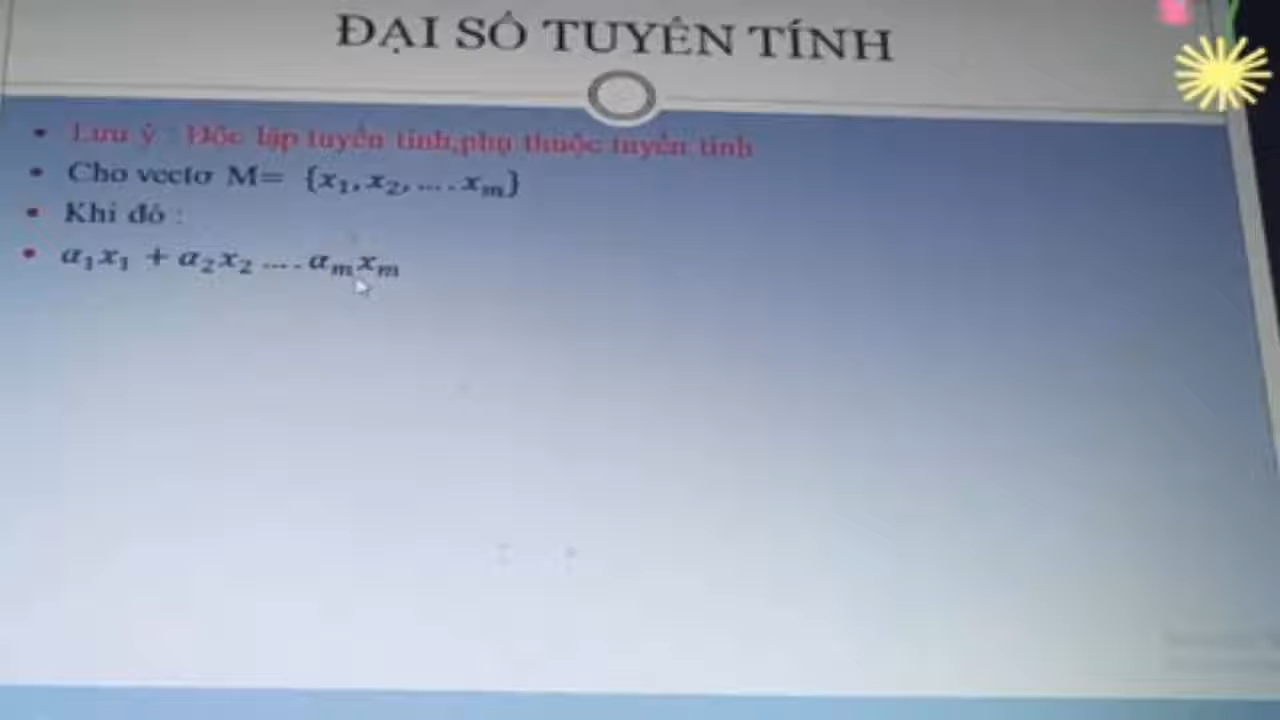 ĐẠI SỐ TUYẾN TÍNH
• Lưu ý : Độc lập tuyến tính,phụ thuộc tuyến tính
• Cho vectơ M= {x₁, x₂, .... xₘ}
• Khi đó :
• α₁x₁ + α₂x₂ .... αₘxₘ